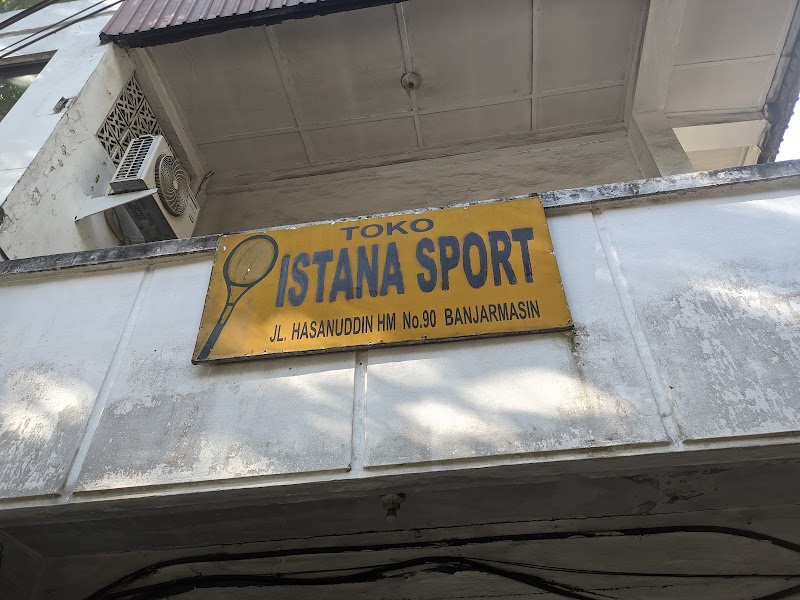 TOKO
ISTANA SPORT
JL. HASANUDDIN HM No.90 BANJARMASIN